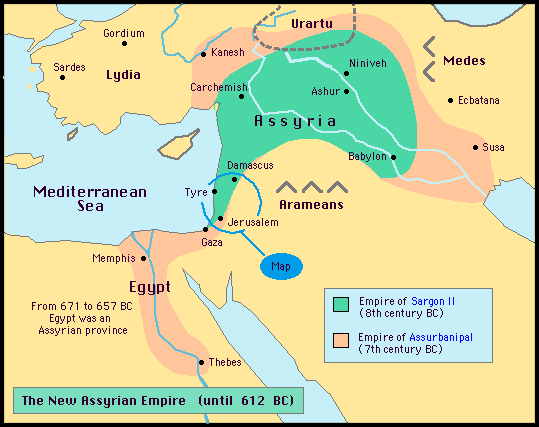 Urartu
Gordium
Kanesh
Medes
Sardes
Lydia
Niniveh
Carchemish
Ashur
Ecbatana
Assyria
Susa
Babylon
Damascus
Mediterranean
Sea
Tyre
Arameans
Jerusalem
Gaza
Memphis
Map
Egypt
From 671 to 657 BC
Egypt was an
Assyrian province
Empire of Sargon II
(8th century BC)
Empire of Assurbanipal
(7th century BC)
Thebes
The New Assyrian Empire (until 612 BC)